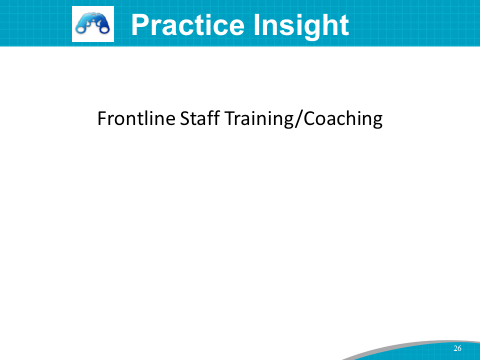 Practice Insight
Frontline Staff Training/Coaching
26